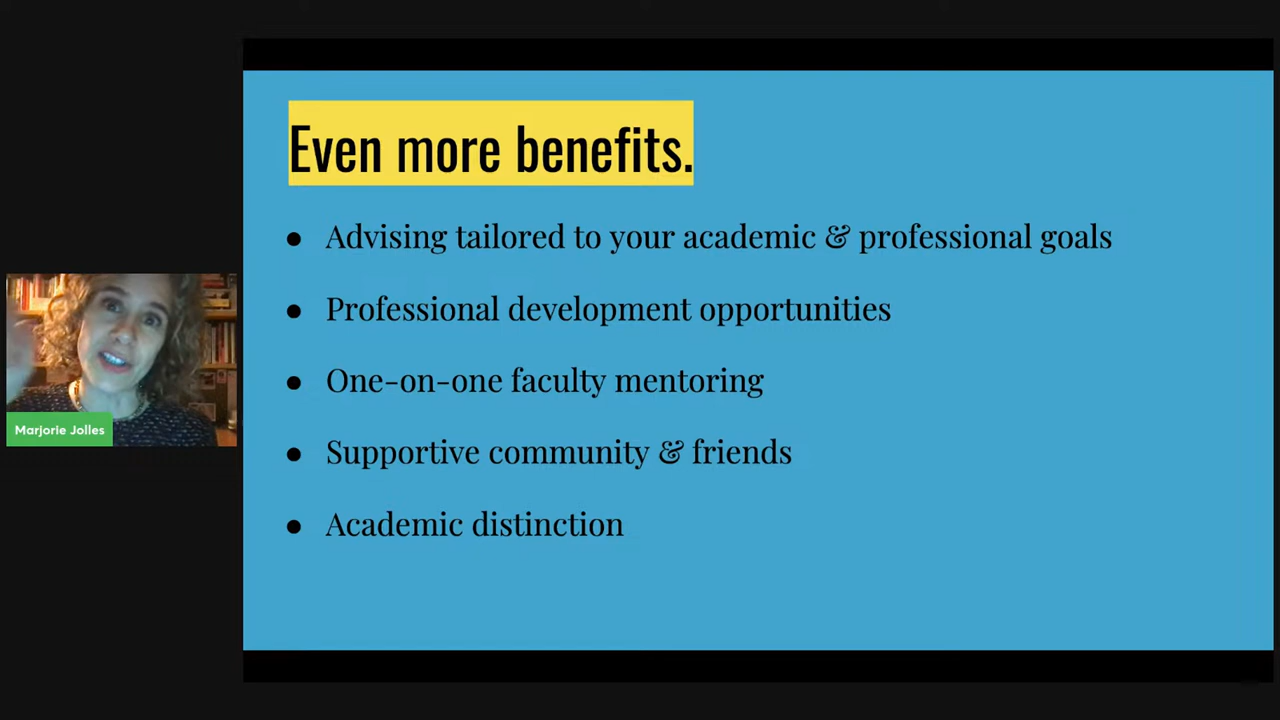 Even more benefits.
● Advising tailored to your academic & professional goals
● Professional development opportunities
● One-on-one faculty mentoring
● Supportive community & friends
● Academic distinction
Marjorie Jolles